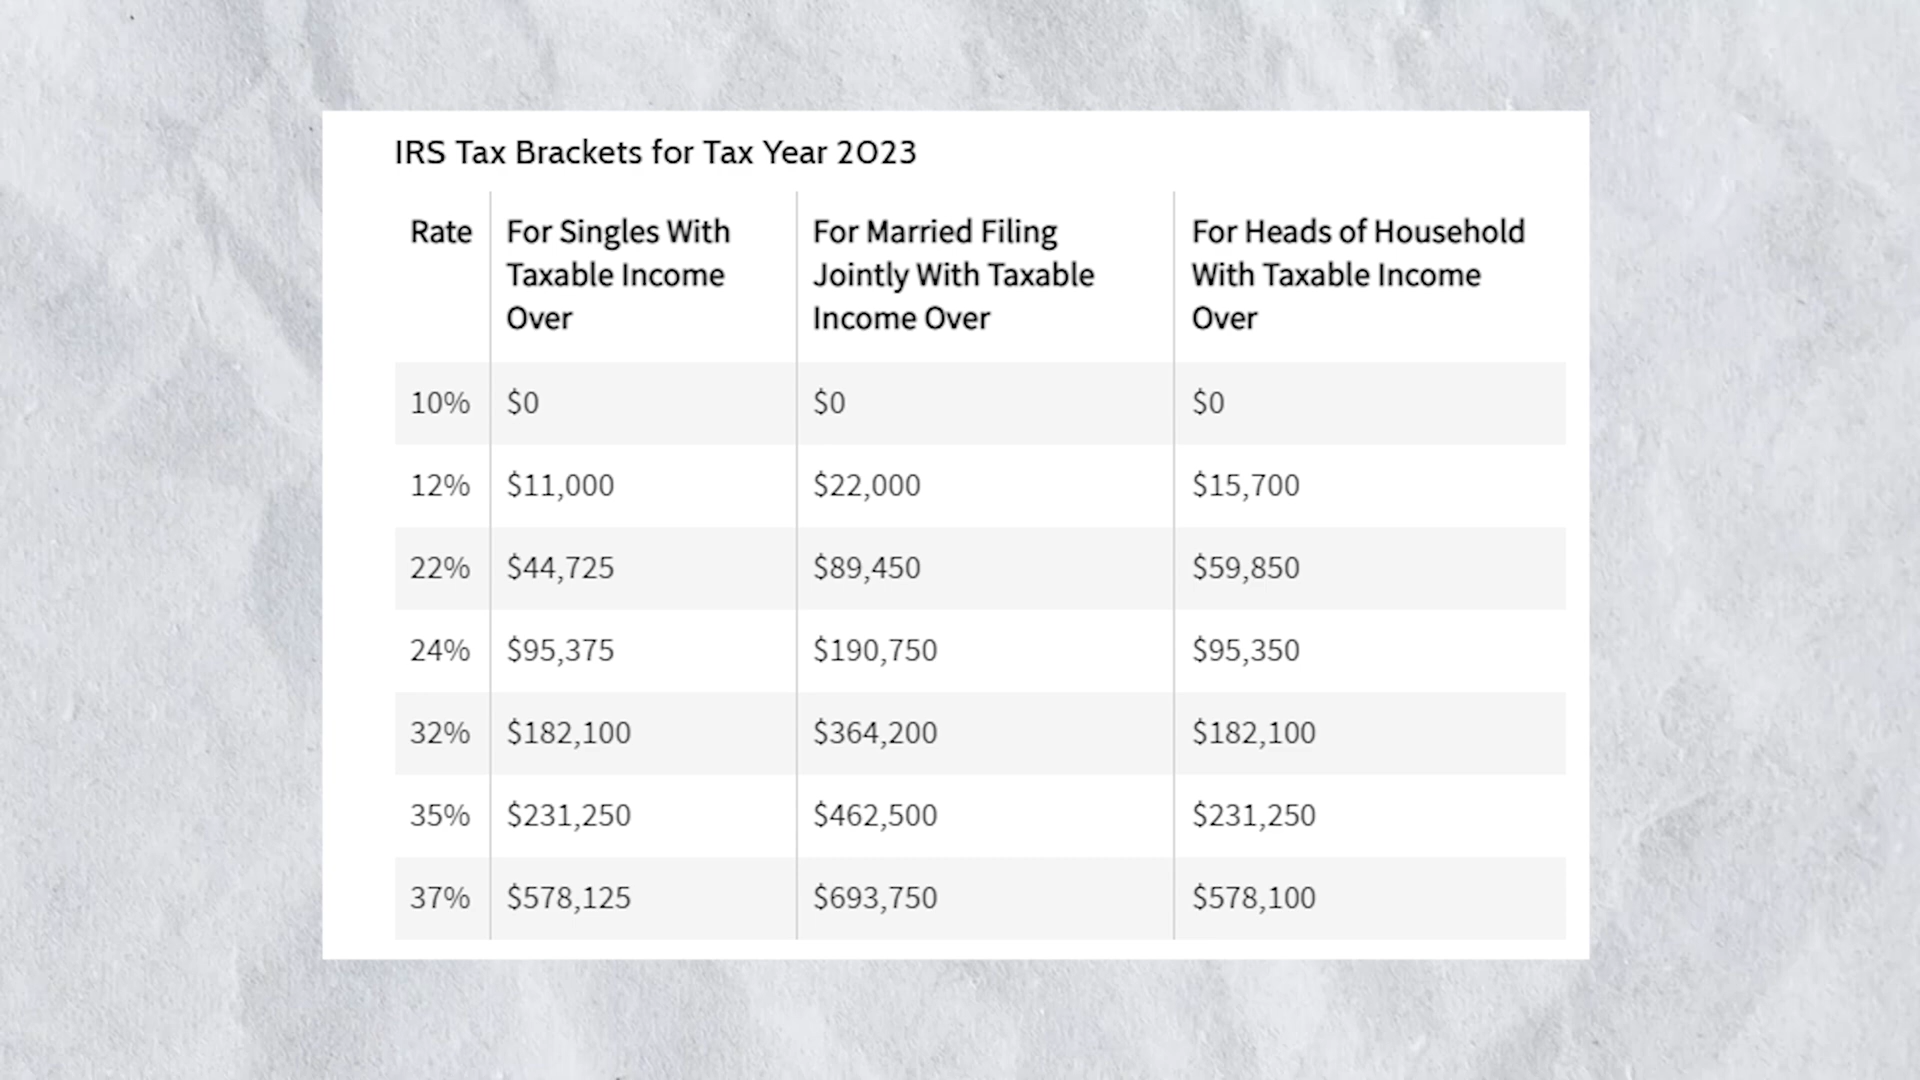 IRS Tax Brackets for Tax Year 2023
Rate
For Singles With
Taxable Income
Over
For Married Filing
Jointly With Taxable
Income Over
For Heads of Household
With Taxable Income
Over
10% $0 $0 $0
12% $11,000 $22,000 $15,700
22% $44,725 $89,450 $59,850
24% $95,375 $190,750 $95,350
32% $182,100 $364,200 $182,100
35% $231,250 $462,500 $231,250
37% $578,125 $693,750 $578,100